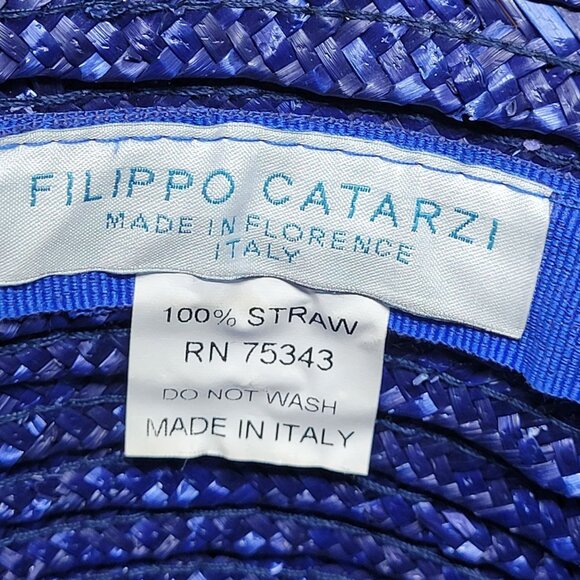 FILIPPO CATARZI
MADE IN FLORENCE
ITALY
100% STRAW
RN 75343
DO NOT WASH
MADE IN ITALY